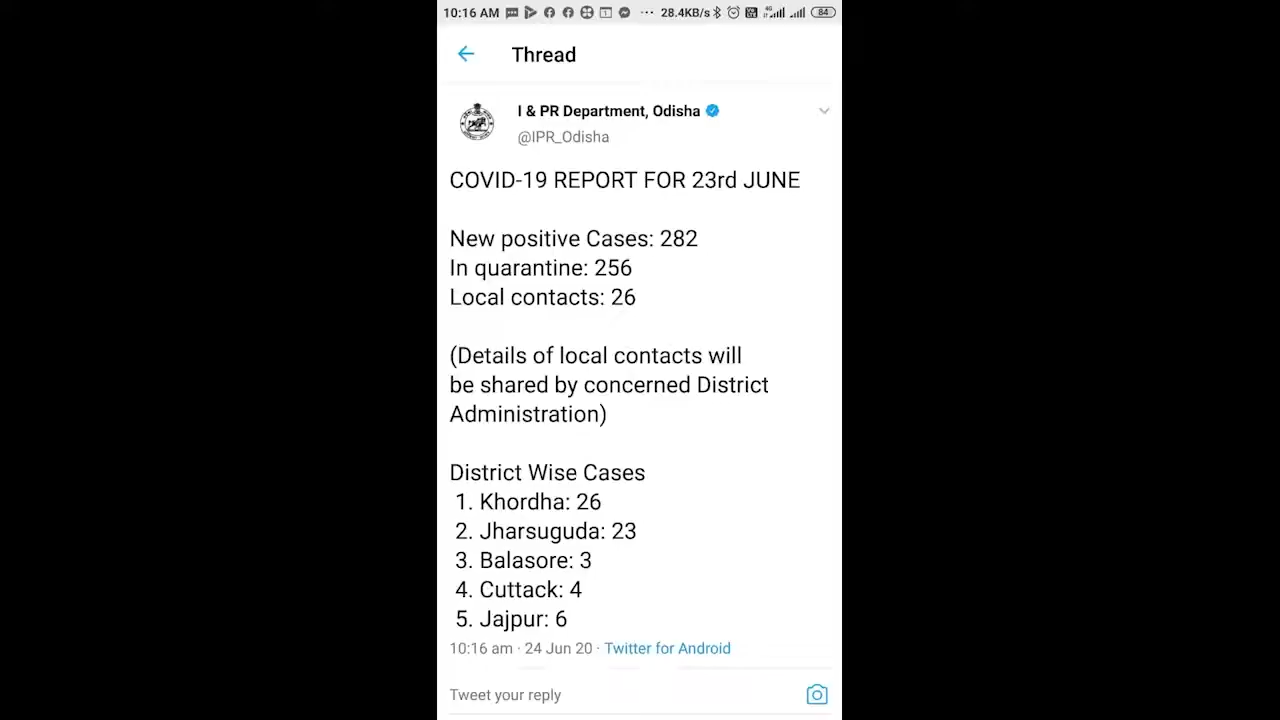 10:16 AM ... 28.4KB/s 84
Thread
I & PR Department, Odisha
@IPR_Odisha
COVID-19 REPORT FOR 23rd JUNE
New positive Cases: 282
In quarantine: 256
Local contacts: 26
(Details of local contacts will
be shared by concerned District
Administration)
District Wise Cases
1. Khordha: 26
2. Jharsuguda: 23
3. Balasore: 3
4. Cuttack: 4
5. Jajpur: 6
10:16 am · 24 Jun 20 · Twitter for Android
Tweet your reply